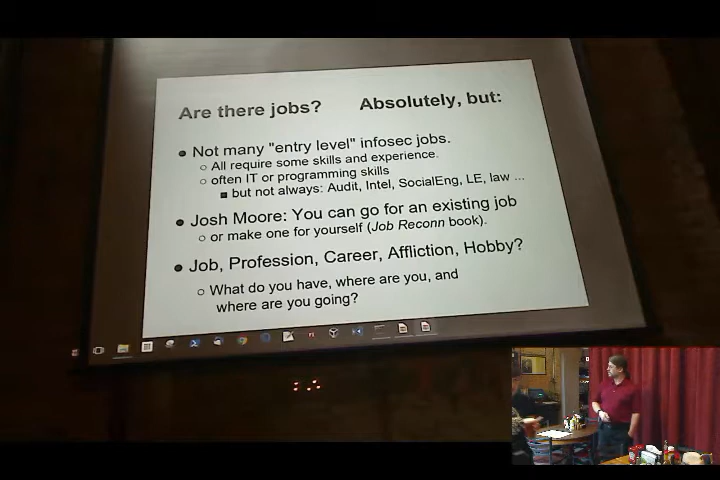 Are there jobs? Absolutely, but:
Not many "entry level" infosec jobs.
All require some skills and experience.
often IT or programming skills
but not always: Audit, Intel, SocialEng, LE, law ...
Josh Moore: You can go for an existing job
or make one for yourself (Job Reconn book).
Job, Profession, Career, Affliction, Hobby?
What do you have, where are you, and
where are you going?